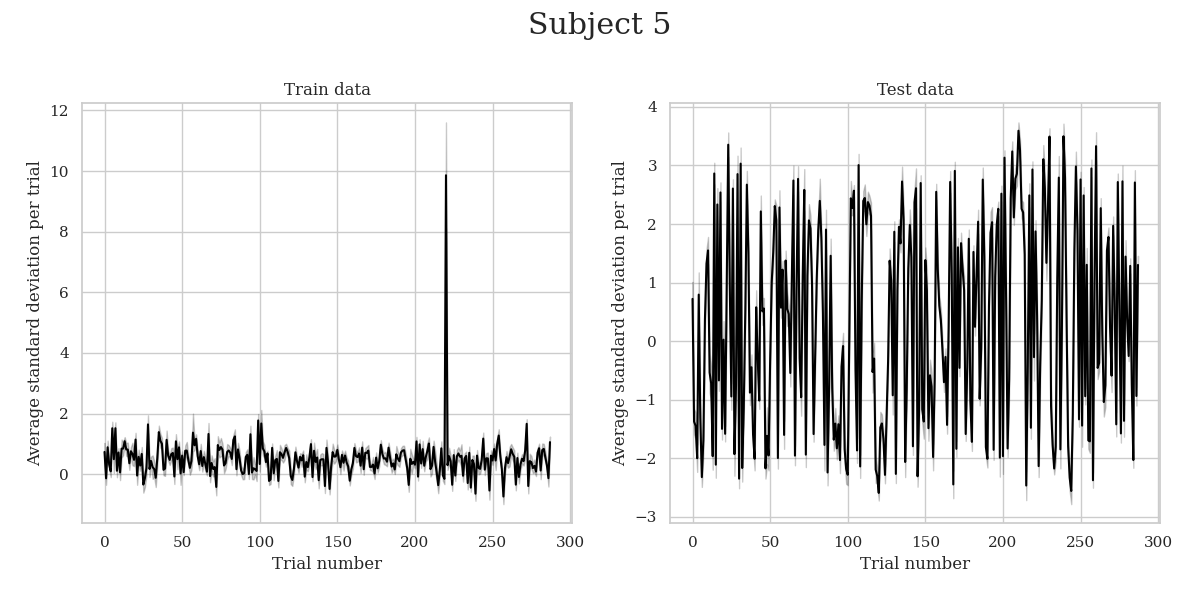 Subject 5
Train data
Average standard deviation per trial
12
10
8
6
4
2
0
0 50 100 150 200 250 300
Trial number
Test data
Average standard deviation per trial
4
3
2
1
0
−1
−2
−3
0 50 100 150 200 250 300
Trial number